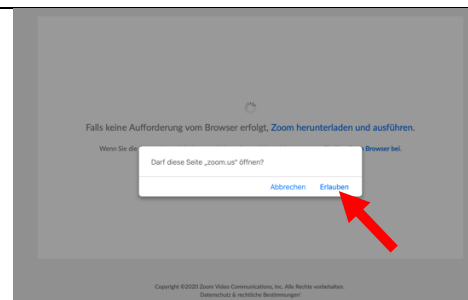 Falls keine Aufforderung vom Browser erfolgt, Zoom herunterladen und ausführen.
Wenn Sie die Browser bei.
Darf diese Seite „zoom.us“ öffnen?
Abbrechen Erlauben
Copyright ©2020 Zoom Video Communications, Inc. Alle Rechte vorbehalten.
Datenschutz & rechtliche Bestimmungen